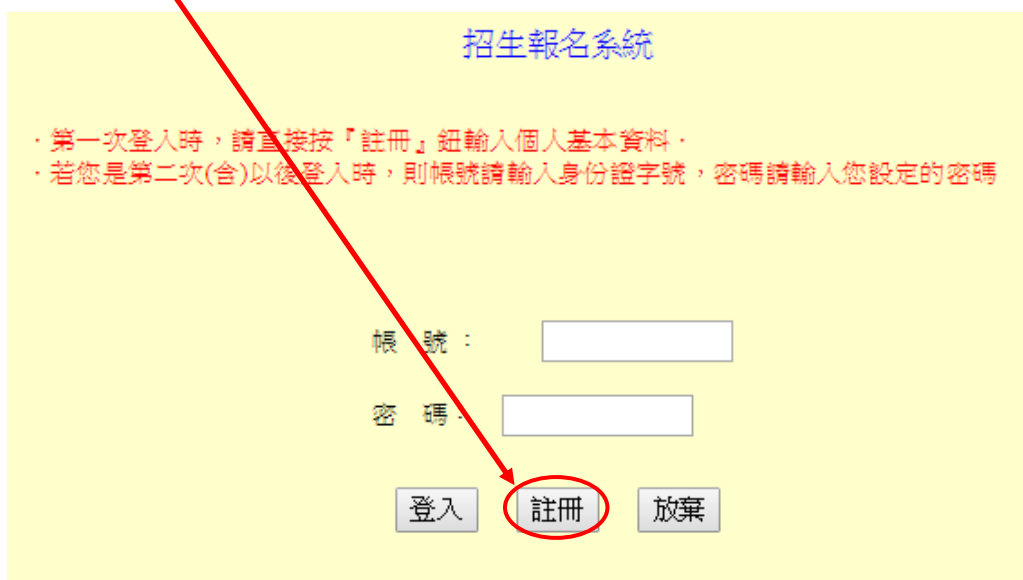 招生報名系統
．第一次登入時，請直接按『註冊』鈕輸入個人基本資料．
．若您是第二次(含)以後登入時，則帳號請輸入身份證字號，密碼請輸入您設定的密碼
帳 號：
密 碼：
登入 註冊 放棄